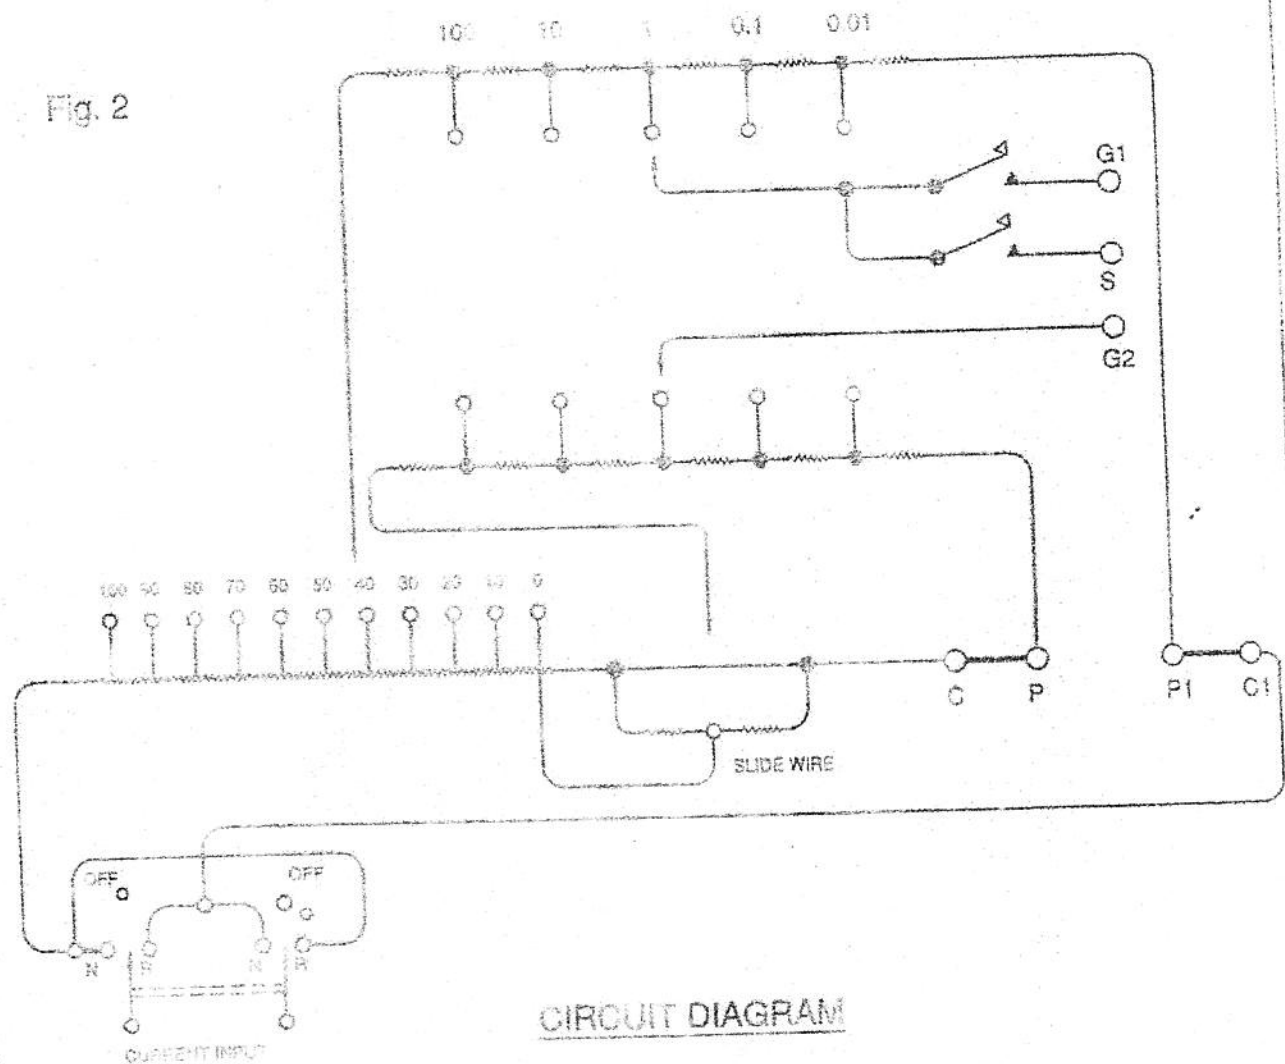 100 10 1 0.1 0.01
Fig. 2
G1
S
G2
100 90 80 70 60 50 40 30 20 10 0
C P P1 C1
SLIDE WIRE
OFF OFF
N R N R
CURRENT INPUT
CIRCUIT DIAGRAM